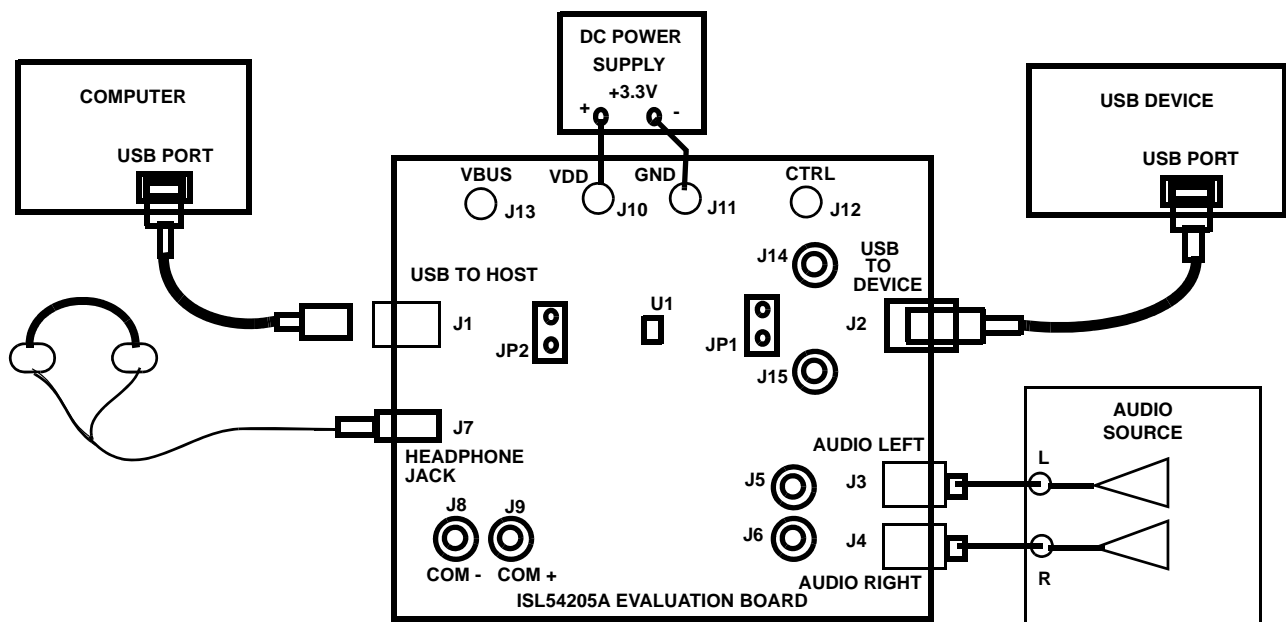 DC POWER
SUPPLY
+3.3V
+ -
COMPUTER
USB PORT
USB DEVICE
USB PORT
VBUS
J13
VDD
J10
GND
J11
CTRL
J12
USB TO HOST
J1
JP2
U1
JP1
J14
J15
USB
TO
DEVICE
J2
J7
HEADPHONE
JACK
J8
J9
COM -
COM +
AUDIO LEFT
J5
J3
J6
J4
AUDIO RIGHT
AUDIO
SOURCE
L
R
ISL54205A EVALUATION BOARD